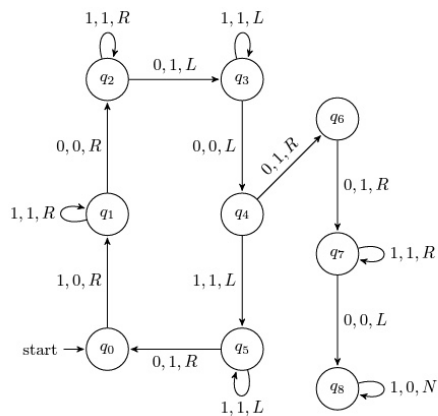 1, 1, R
1, 1, L
q2
0, 1, L
q3
q6
0, 0, R
0, 0, L
0, 1, R
0, 1, R
1, 1, R
q1
q4
q7
1, 1, R
1, 0, R
1, 1, L
0, 0, L
start
q0
0, 1, R
q5
q8
1, 0, N
1, 1, L